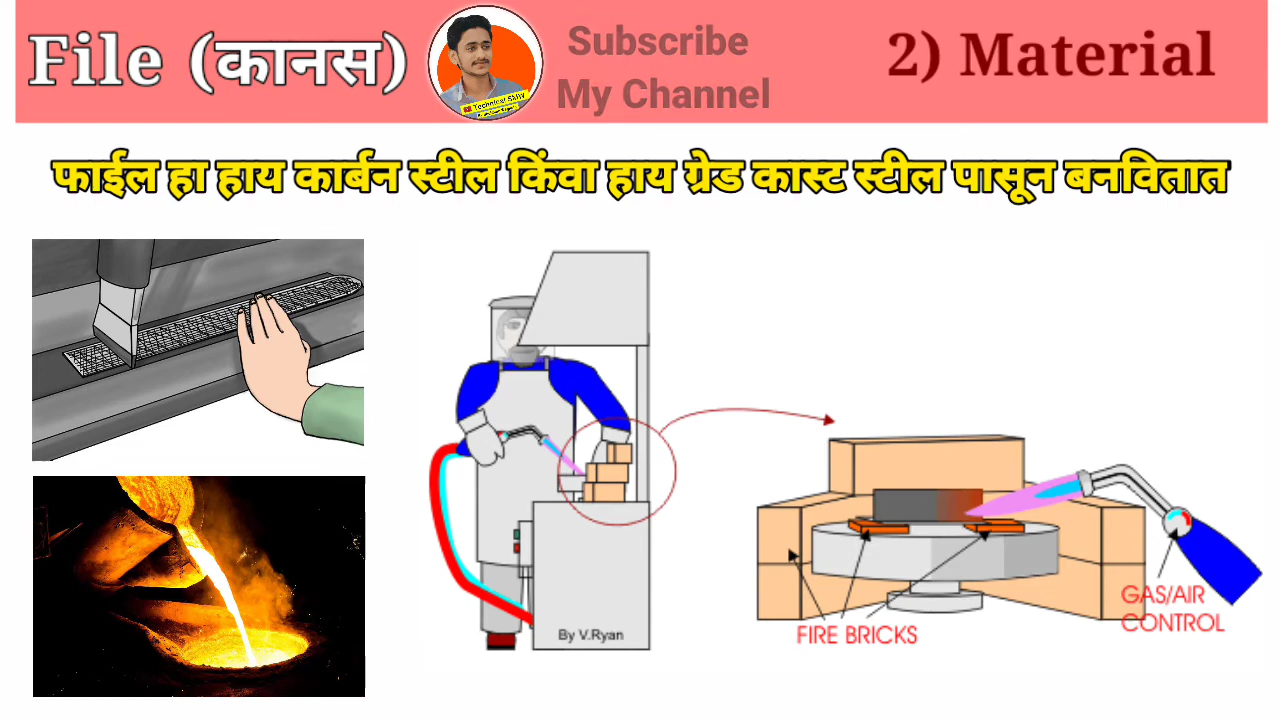 File (कानस)
Subscribe
My Channel
2) Material
फाईल हा हाय कार्बन स्टील किंवा हाय ग्रेड कास्ट स्टील पासून बनवितात
By V.Ryan
FIRE BRICKS
GAS/AIR
CONTROL